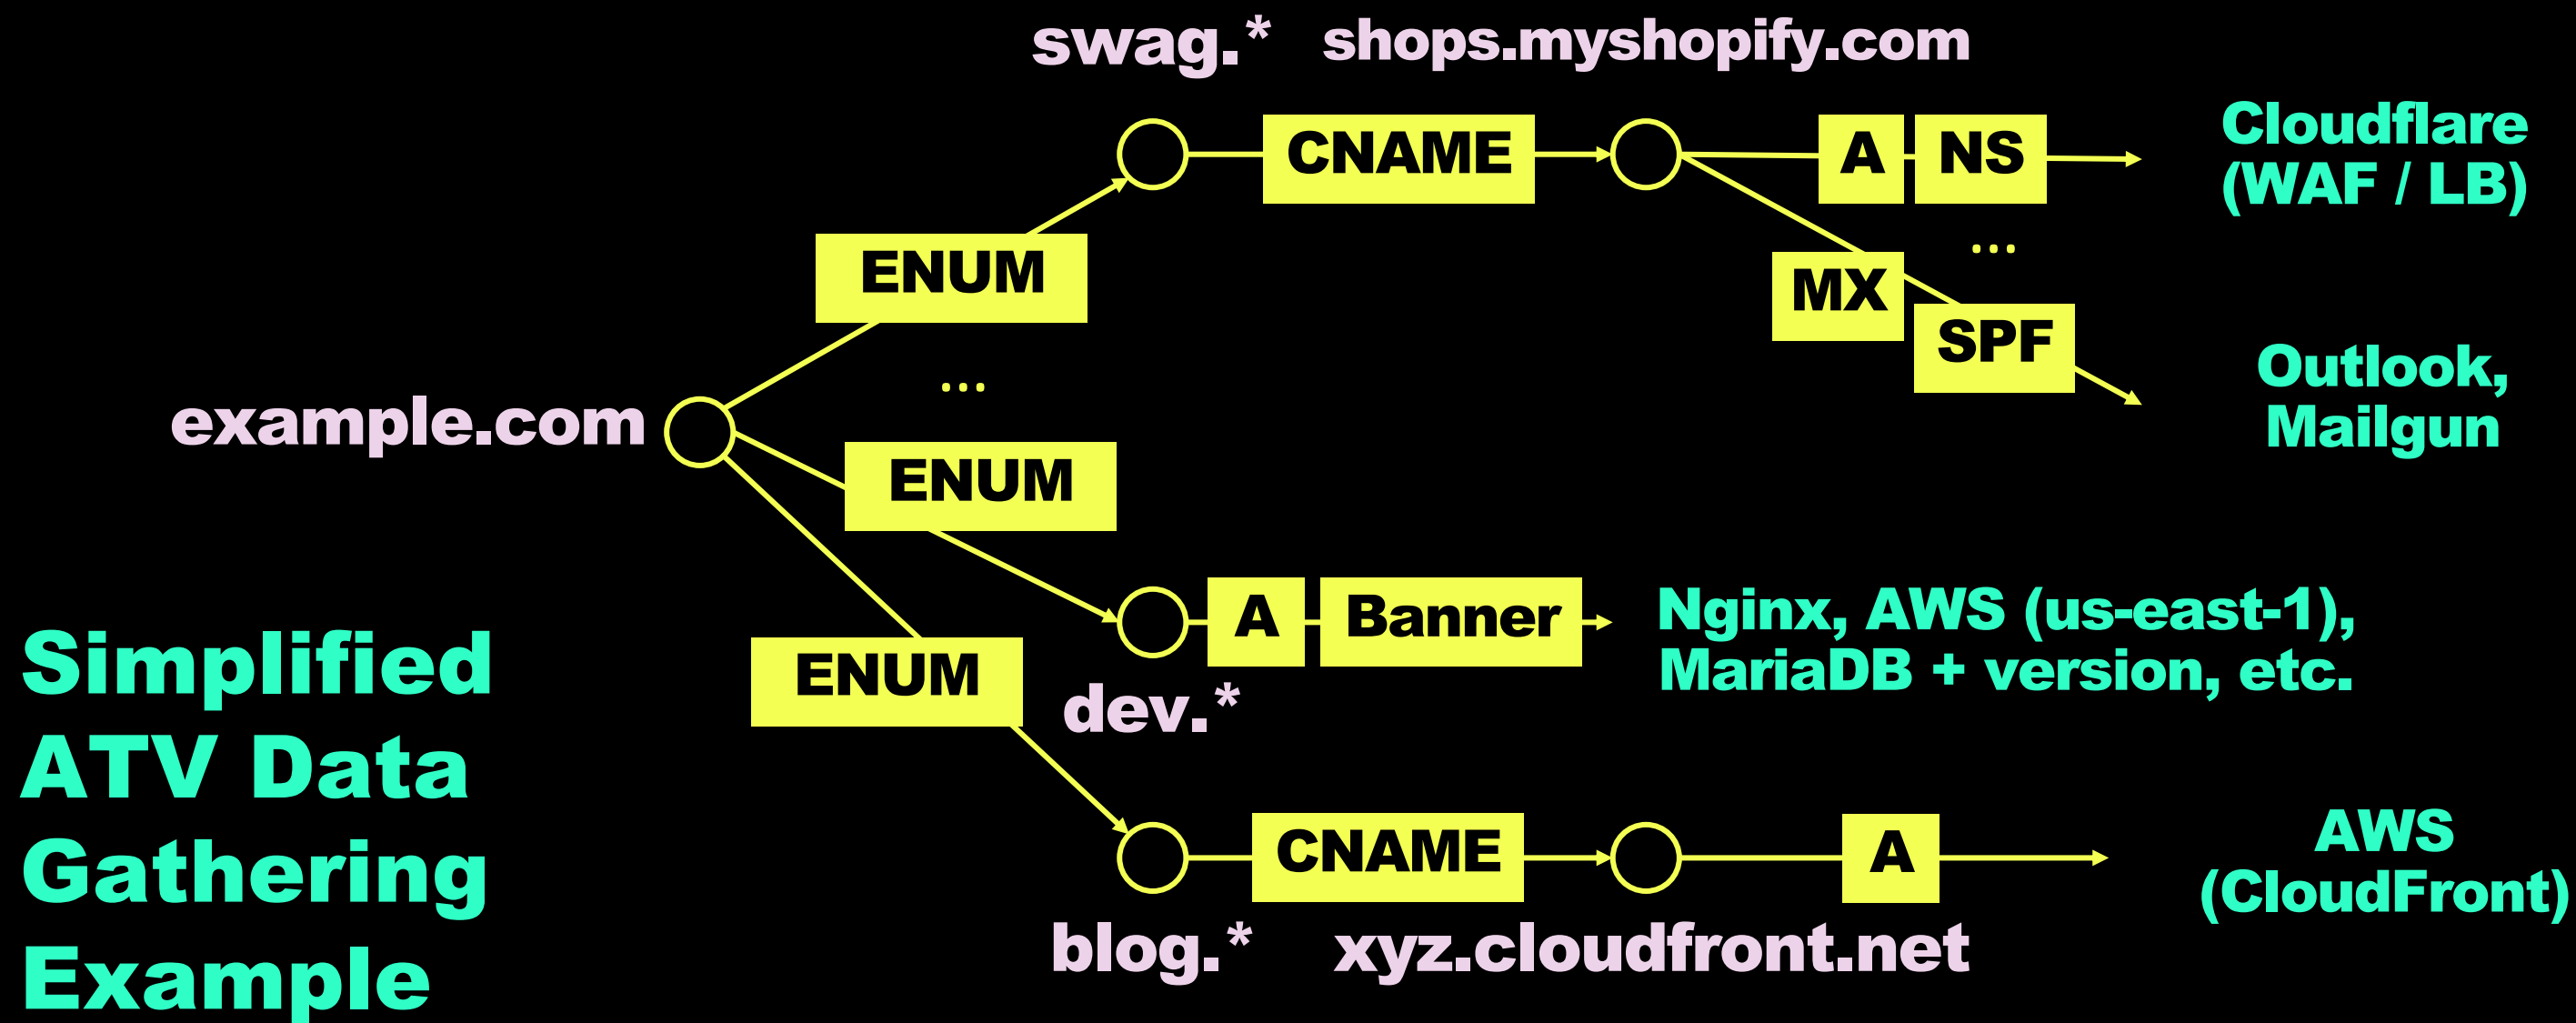 swag.*
shops.myshopify.com
CNAME
A
NS
Cloudflare
(WAF / LB)
ENUM
...
MX
SPF
Outlook,
Mailgun
...
example.com
ENUM
A
Banner
Nginx, AWS (us-east-1),
MariaDB + version, etc.
dev.*
ENUM
CNAME
A
AWS
(CloudFront)
blog.*
xyz.cloudfront.net
Simplified
ATV Data
Gathering
Example